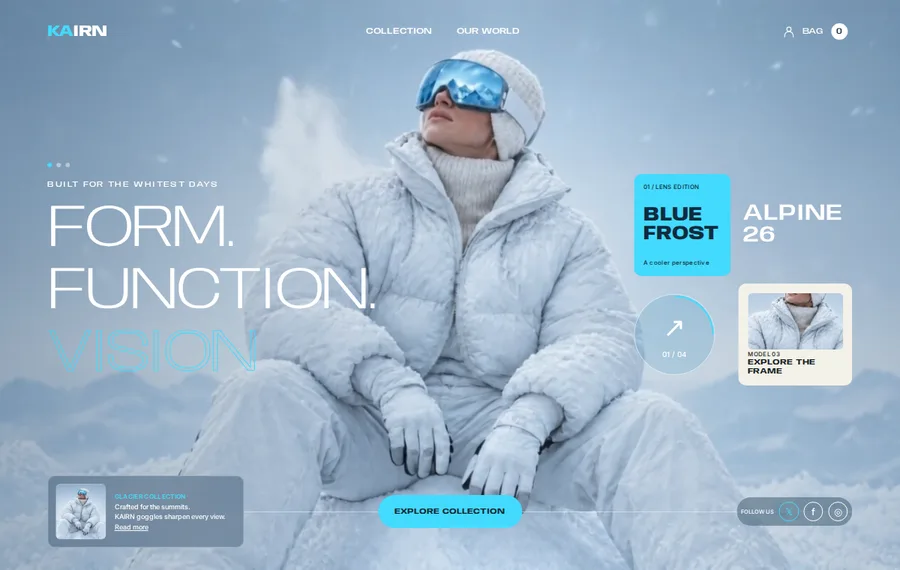 KAIRN
COLLECTION
OUR WORLD
BAG
0
BUILT FOR THE WHITEST DAYS
FORM.
FUNCTION.
VISION
01 / LENS EDITION
BLUE
FROST
A cooler perspective
ALPINE
26
↗
01 / 04
MODEL 03
EXPLORE THE
FRAME
GLACIER COLLECTION
Crafted for the summits.
KAIRN goggles sharpen every view.
Read more
EXPLORE COLLECTION
FOLLOW US
𝕏
f